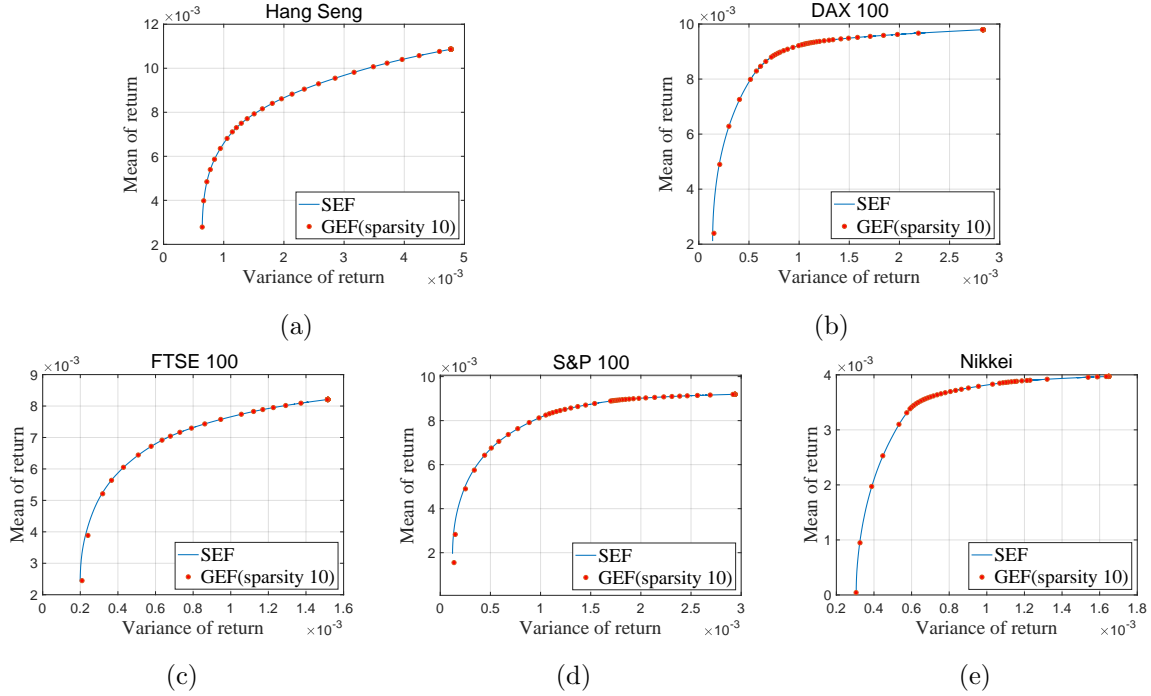 Hang Seng
×10⁻³
12
10
8
6
4
2
Mean of return
0 1 2 3 4 5
Variance of return
×10⁻³
SEF
GEF(sparsity 10)
(a)
DAX 100
×10⁻³
10
8
6
4
2
Mean of return
0 0.5 1 1.5 2 2.5 3
Variance of return
×10⁻³
SEF
GEF(sparsity 10)
(b)
FTSE 100
×10⁻³
9
8
7
6
5
4
3
2
Mean of return
0 0.2 0.4 0.6 0.8 1 1.2 1.4 1.6
Variance of return
×10⁻³
SEF
GEF(sparsity 10)
(c)
S&P 100
×10⁻³
10
8
6
4
2
Mean of return
0 0.5 1 1.5 2 2.5 3
Variance of return
×10⁻³
SEF
GEF(sparsity 10)
(d)
Nikkei
×10⁻³
4
3
2
1
0
Mean of return
0.2 0.4 0.6 0.8 1 1.2 1.4 1.6 1.8
Variance of return
×10⁻³
SEF
GEF(sparsity 10)
(e)